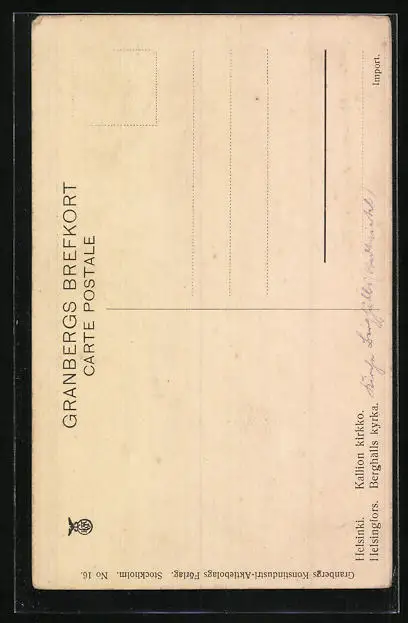 GRANBERGS BREFKORT
CARTE POSTALE
Helsinki. Kallion kirkko.
Helsingfors. Berghälls kyrka.
Import.
Granbergs Konstindustri-Aktiebolags Förlag, Stockholm. No 16.